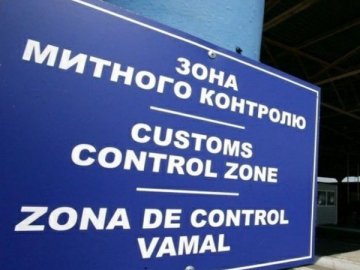 ЗОНА
МИТНОГО КОНТРОЛЮ
CUSTOMS
CONTROL ZONE
ZONA DE CONTROL
VAMAL